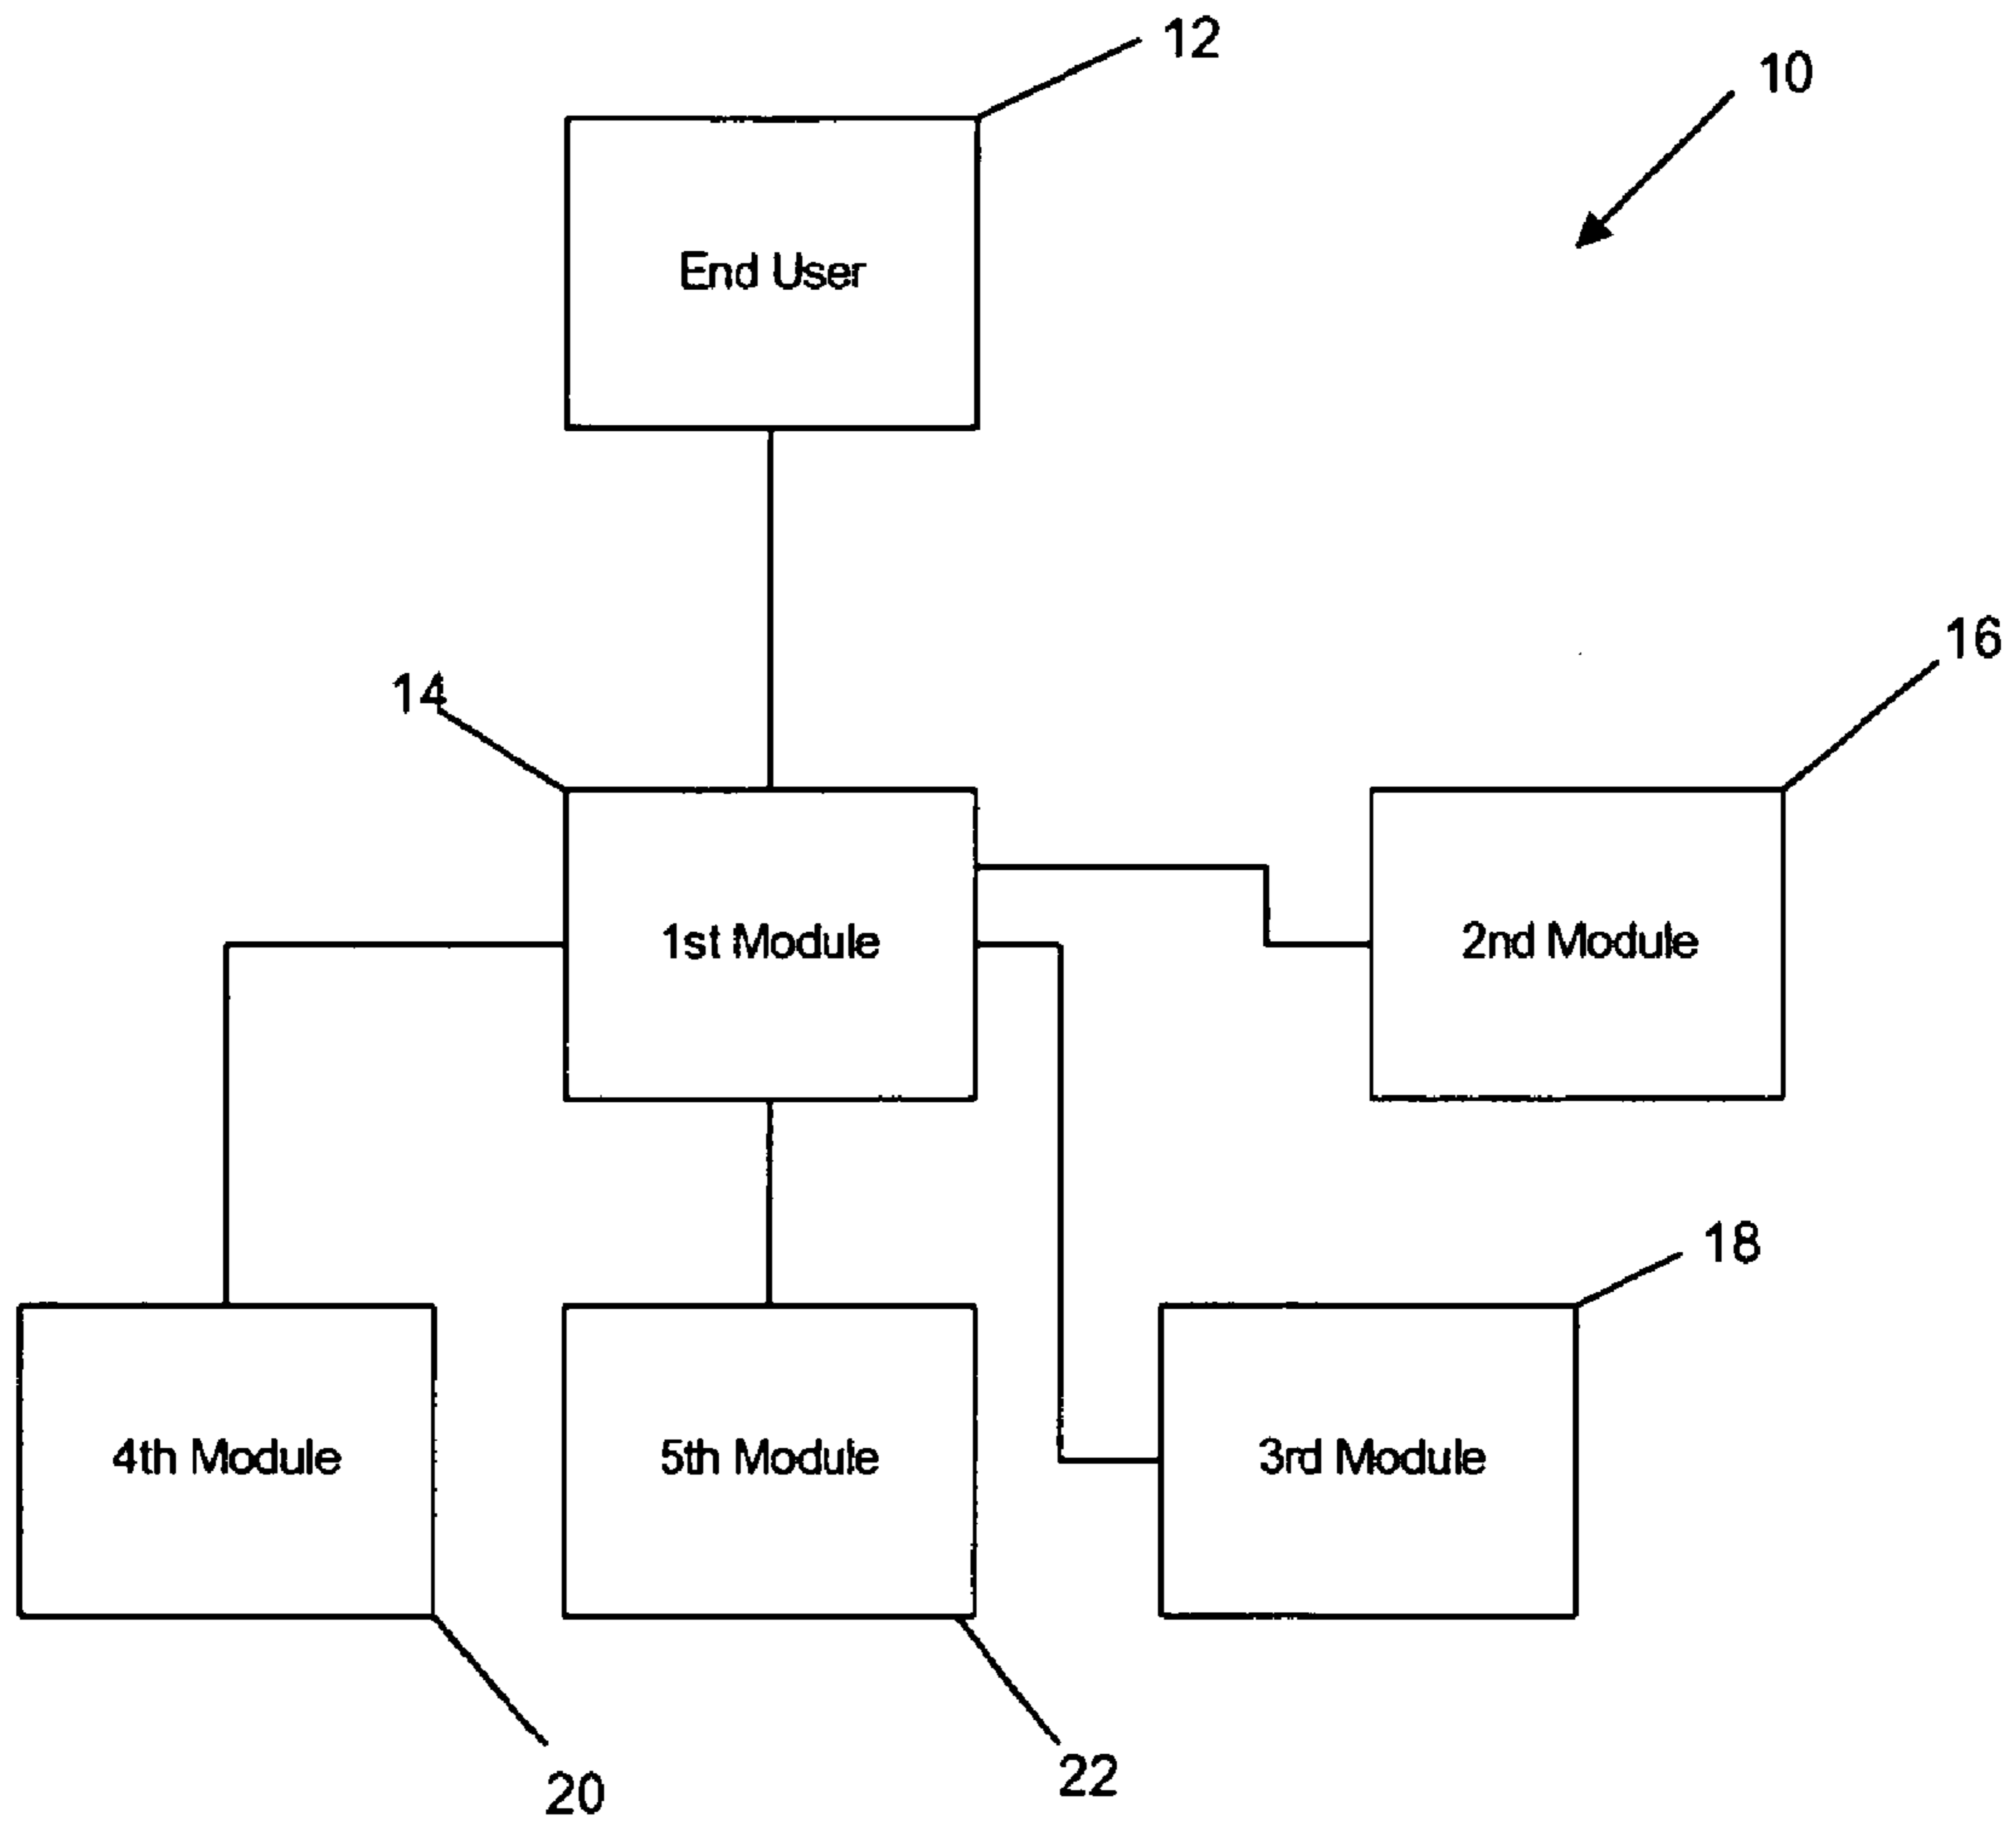 12
10
End User
16
14
1st Module
2nd Module
18
4th Module
5th Module
3rd Module
20
22